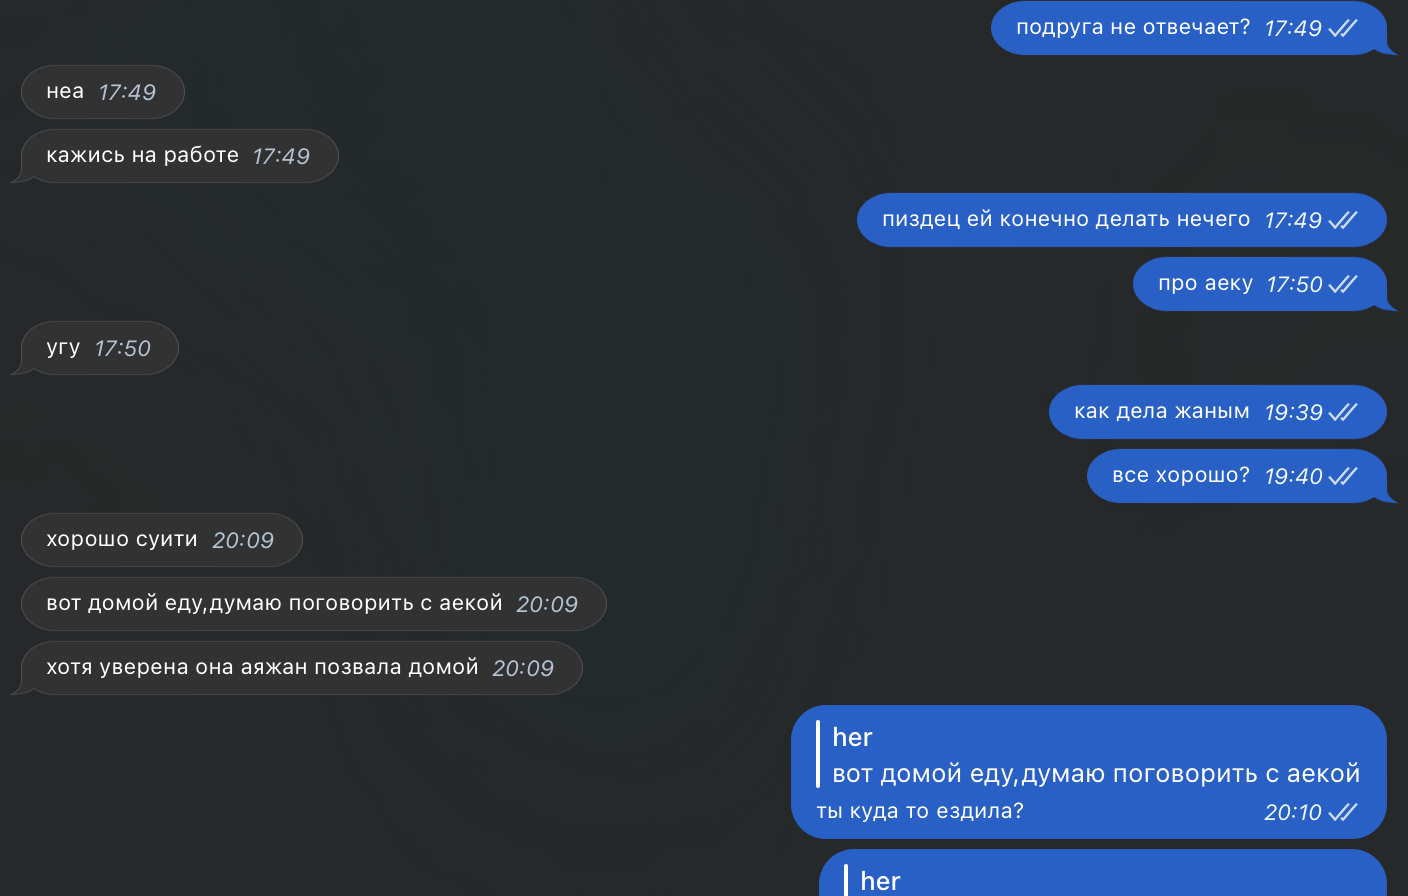 подруга не отвечает? 17:49
неа 17:49
кажись на работе 17:49
пиздец ей конечно делать нечего 17:49
про аеку 17:50
угу 17:50
как дела жаным 19:39
все хорошо? 19:40
хорошо суити 20:09
вот домой еду,думаю поговорить с аекой 20:09
хотя уверена она аяжан позвала домой 20:09
her
вот домой еду,думаю поговорить с аекой
ты куда то ездила? 20:10
her